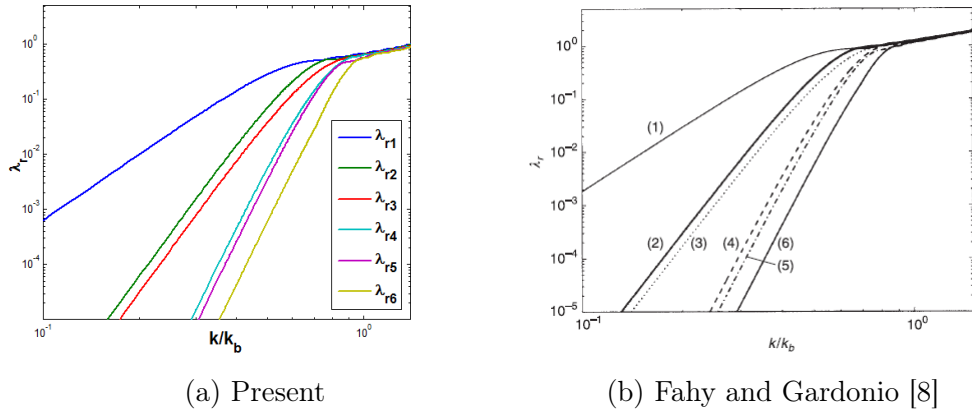 10^0
10^-1
10^-2
10^-3
10^-4
λ_r
10^-1
10^0
k/k_b
λ_r1
λ_r2
λ_r3
λ_r4
λ_r5
λ_r6
(a) Present
10^0
10^-1
10^-2
10^-3
10^-4
10^-5
λ_r
(1)
(2)
(3)
(4)
(6)
(5)
10^-1
10^0
k/k_b
(b) Fahy and Gardonio [8]